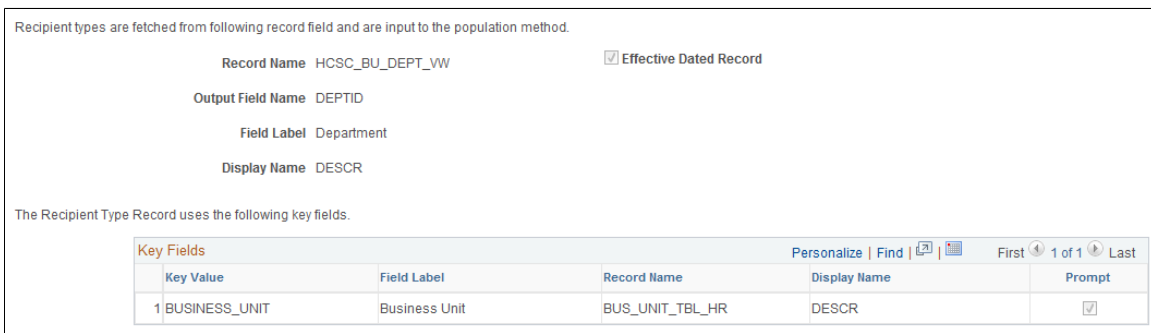 Recipient types are fetched from following record field and are input to the population method.
Record Name HCSC_BU_DEPT_VW Effective Dated Record
Output Field Name DEPTID
Field Label Department
Display Name DESCR
The Recipient Type Record uses the following key fields.
Key Fields Personalize | Find | | First 1 of 1 Last
Key Value Field Label Record Name Display Name Prompt
1 BUSINESS_UNIT Business Unit BUS_UNIT_TBL_HR DESCR